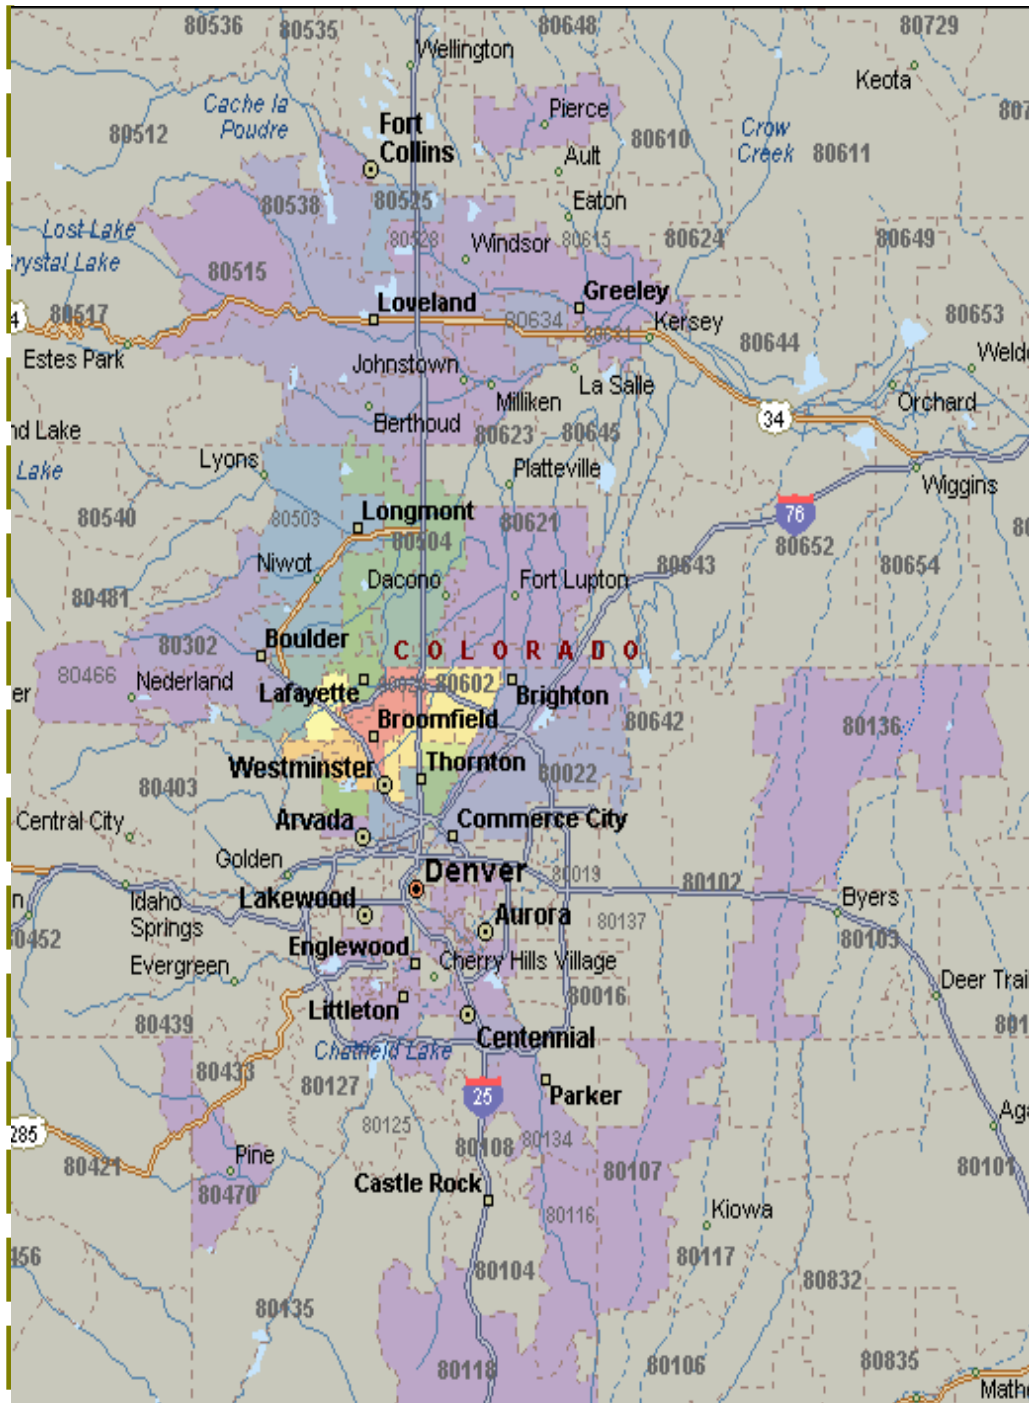 80536
80535
80648
80729
Wellington
Keota
Cache la
Poudre
Pierce
80512
Fort
Collins
80610
Crow
Creek
80611
Ault
80538
80525
Eaton
Lost Lake
80528
Windsor
80615
80624
80649
Crystal Lake
80515
80517
Loveland
Greeley
80634
Kersey
80653
80644
Estes Park
Johnstown
La Salle
Milliken
Orchard
34
Berthoud
nd Lake
80623
80645
Lyons
Lake
Platteville
Wiggins
80540
80503
Longmont
80621
76
80504
80652
Niwot
Dacono
Fort Lupton
80643
80654
80481
80302
Boulder
COLORADO
80466
Nederland
Lafayette
80602
Brighton
er
Broomfield
80642
80136
Westminster
Thornton
80022
80403
Central City
Arvada
Commerce City
Golden
Denver
80019
80102
Lakewood
Idaho
Springs
Byers
n
Aurora
80137
80452
80103
Englewood
Evergreen
Cherry Hills Village
Deer Trai
Littleton
80016
80439
Centennial
Chatfield Lake
80433
80127
25
Parker
80125
285
80134
80108
80421
Pine
80107
80101
80470
Castle Rock
80116
Kiowa
456
80117
80104
80832
80135
80118
80106
80835
Mathe